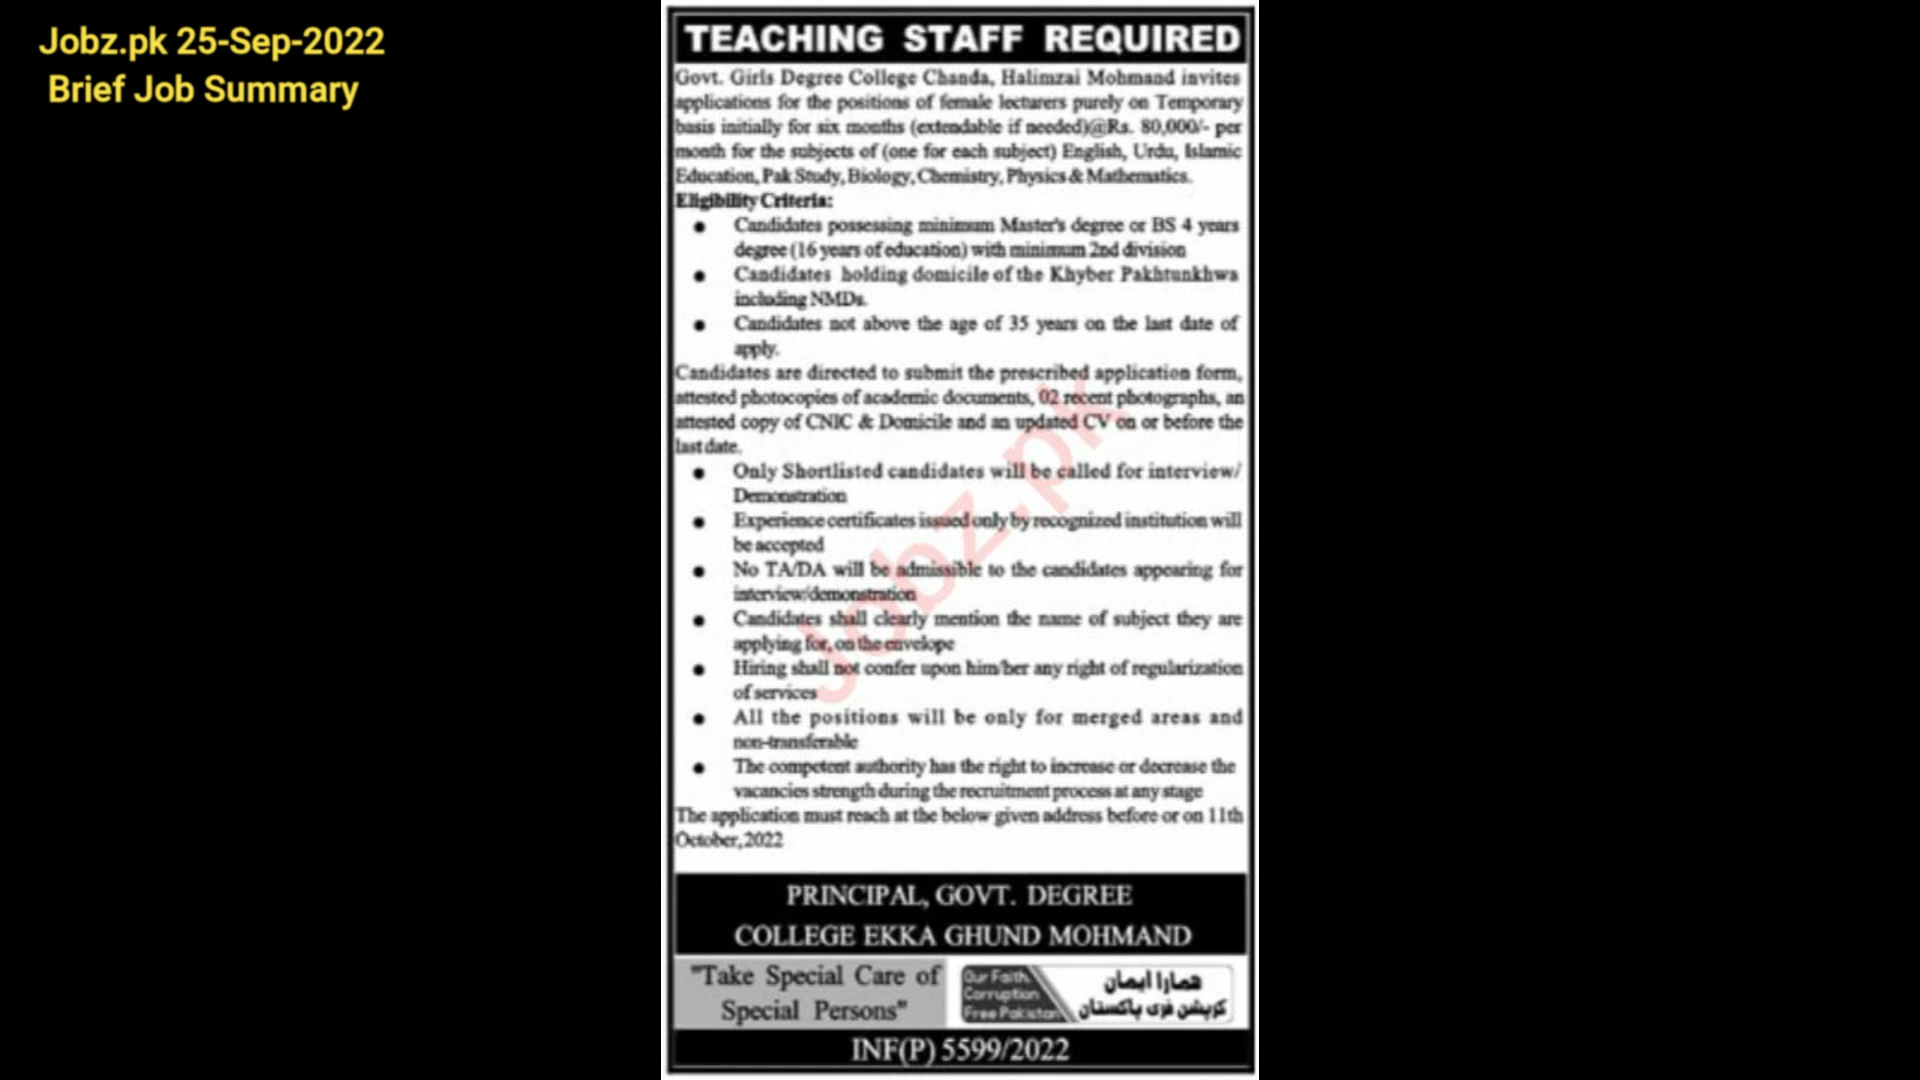 Jobz.pk 25-Sep-2022
Brief Job Summary
TEACHING STAFF REQUIRED
Govt. Girls Degree College Chanda, Halimzai Mohmand invites
applications for the positions of female lecturers purely on Temporary
basis initially for six months (extendable if needed)@Rs. 80,000/- per
month for the subjects of (one for each subject) English, Urdu, Islamic
Education, Pak Study, Biology, Chemistry, Physics & Mathematics.
Eligibility Criteria:
● Candidates possessing minimum Master's degree or BS 4 years
degree (16 years of education) with minimum 2nd division
● Candidates holding domicile of the Khyber Pakhtunkhwa
including NMDs.
● Candidates not above the age of 35 years on the last date of
apply.
Candidates are directed to submit the prescribed application form,
attested photocopies of academic documents, 02 recent photographs, an
attested copy of CNIC & Domicile and an updated CV on or before the
last date.
● Only Shortlisted candidates will be called for interview/
Demonstration
● Experience certificates issued only by recognized institution will
be accepted
● No TA/DA will be admissible to the candidates appearing for
interview/demonstration
● Candidates shall clearly mention the name of subject they are
applying for, on the envelope
● Hiring shall not confer upon him/her any right of regularization
of services
● All the positions will be only for merged areas and
non-transferable
● The competent authority has the right to increase or decrease the
vacancies strength during the recruitment process at any stage
The application must reach at the below given address before or on 11th
October, 2022
Jobz.pk
PRINCIPAL, GOVT. DEGREE
COLLEGE EKKA GHUND MOHMAND
"Take Special Care of
Special Persons"
Our Faith,
Corruption
Free Pakistan
همارا ایمان
کرپشن فری پاکستان
INF(P) 5599/2022